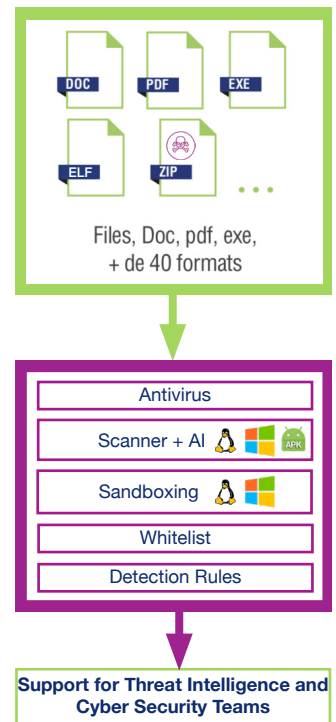 DOC PDF EXE
ELF ZIP
...
Files, Doc, pdf, exe,
+ de 40 formats
Antivirus
Scanner + AI APK
Sandboxing
Whitelist
Detection Rules
Support for Threat Intelligence and
Cyber Security Teams